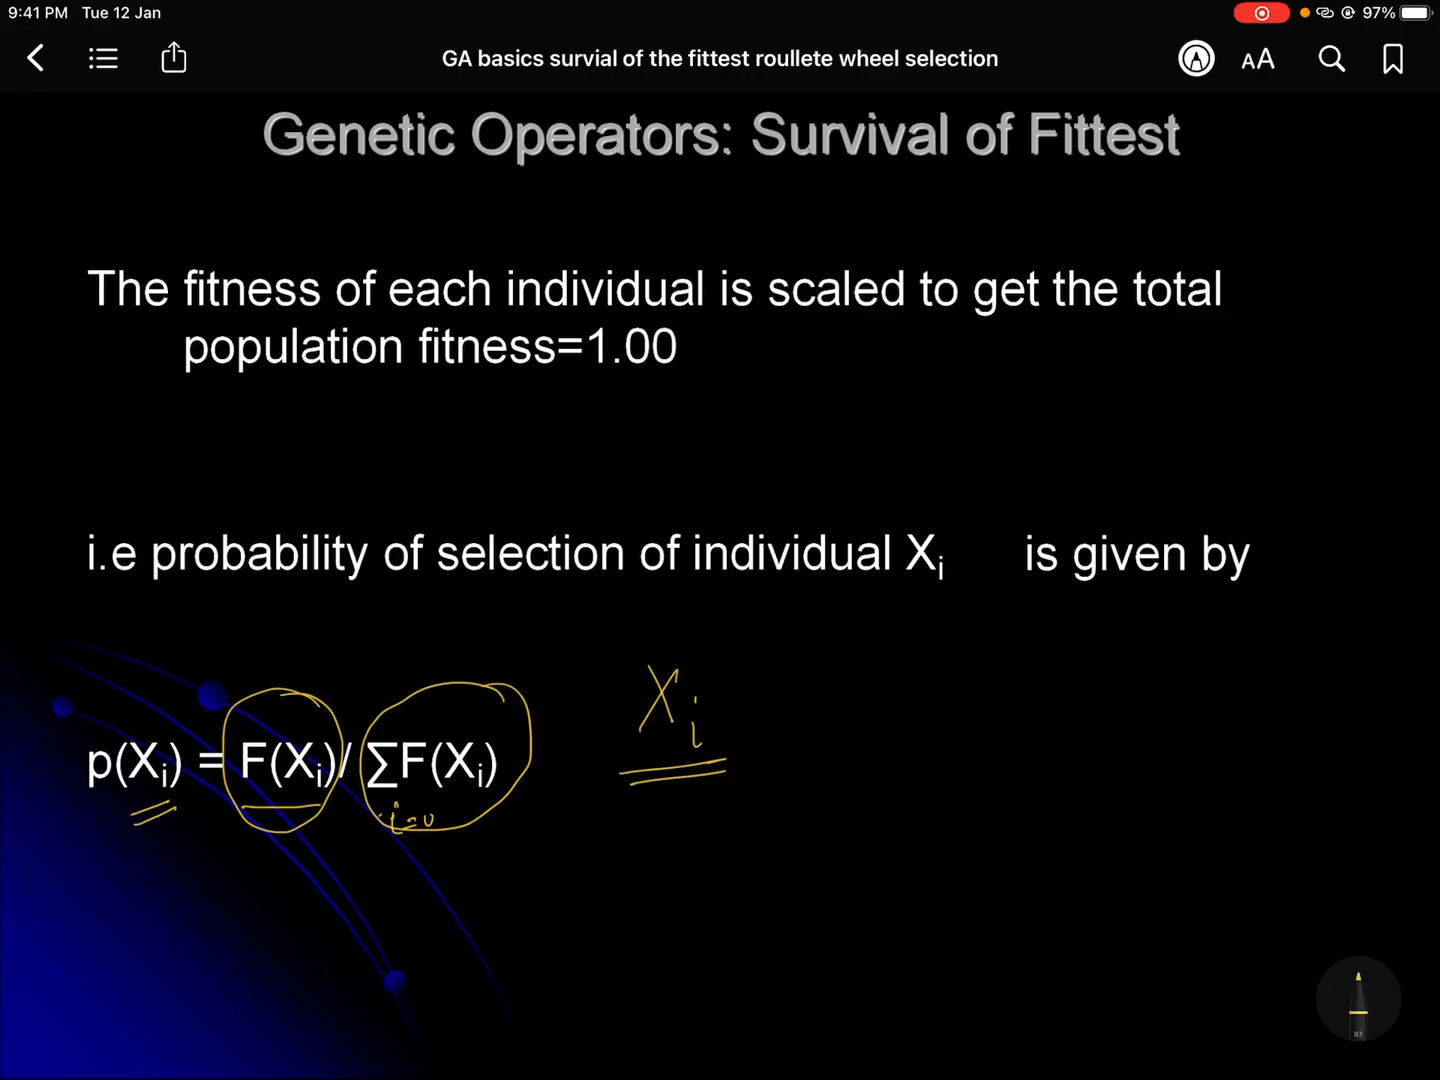 9:41 PM Tue 12 Jan 97%
GA basics survial of the fittest roullete wheel selection AA
Genetic Operators: Survival of Fittest
The fitness of each individual is scaled to get the total
population fitness=1.00
i.e probability of selection of individual Xi is given by
Xi
p(Xi) = F(Xi)/ ∑F(Xi)
i=0
97